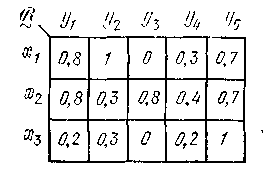 R y₁ y₂ y₃ y₄ y₅
x₁ 0,8 1 0 0,3 0,7
x₂ 0,8 0,3 0,8 0,4 0,7
x₃ 0,2 0,3 0 0,2 1